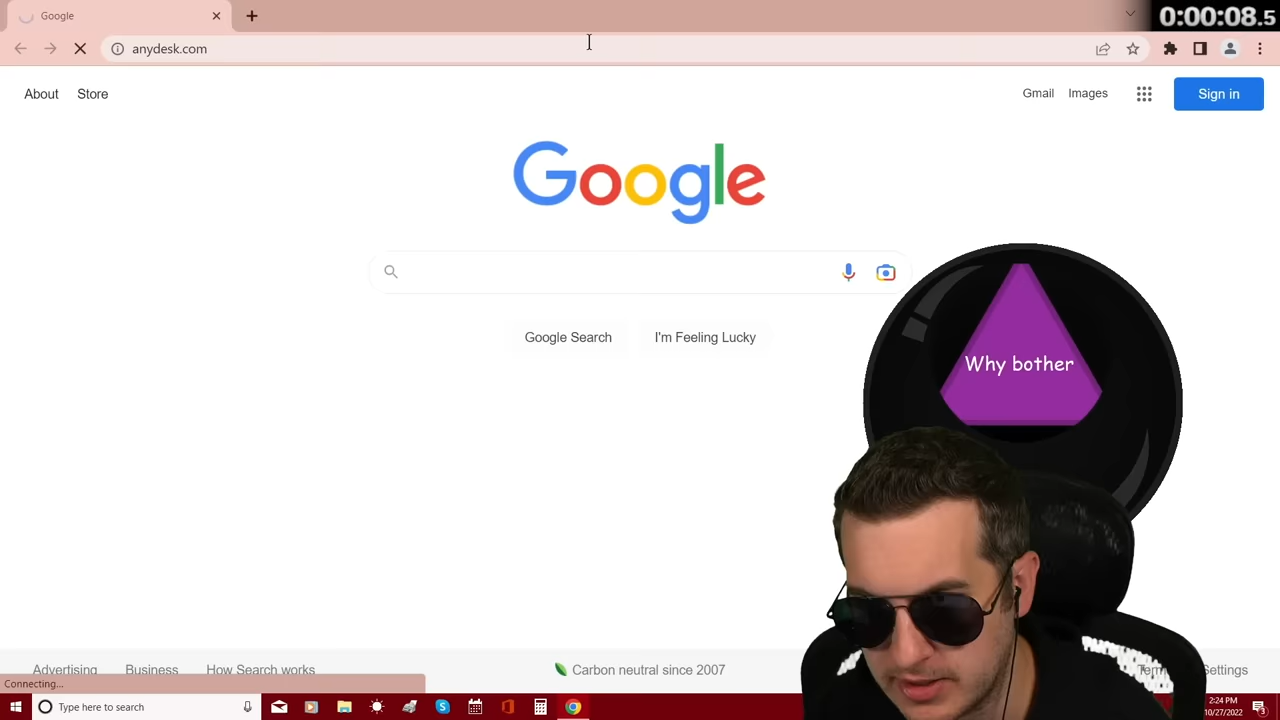 Google
0:00:08.5
anydesk.com
About
Store
Gmail
Images
Sign in
Google
Google Search
I'm Feeling Lucky
Why bother
Advertising
Business
How Search works
Carbon neutral since 2007
Settings
Connecting...
Type here to search
2:24 PM
10/27/2022
3